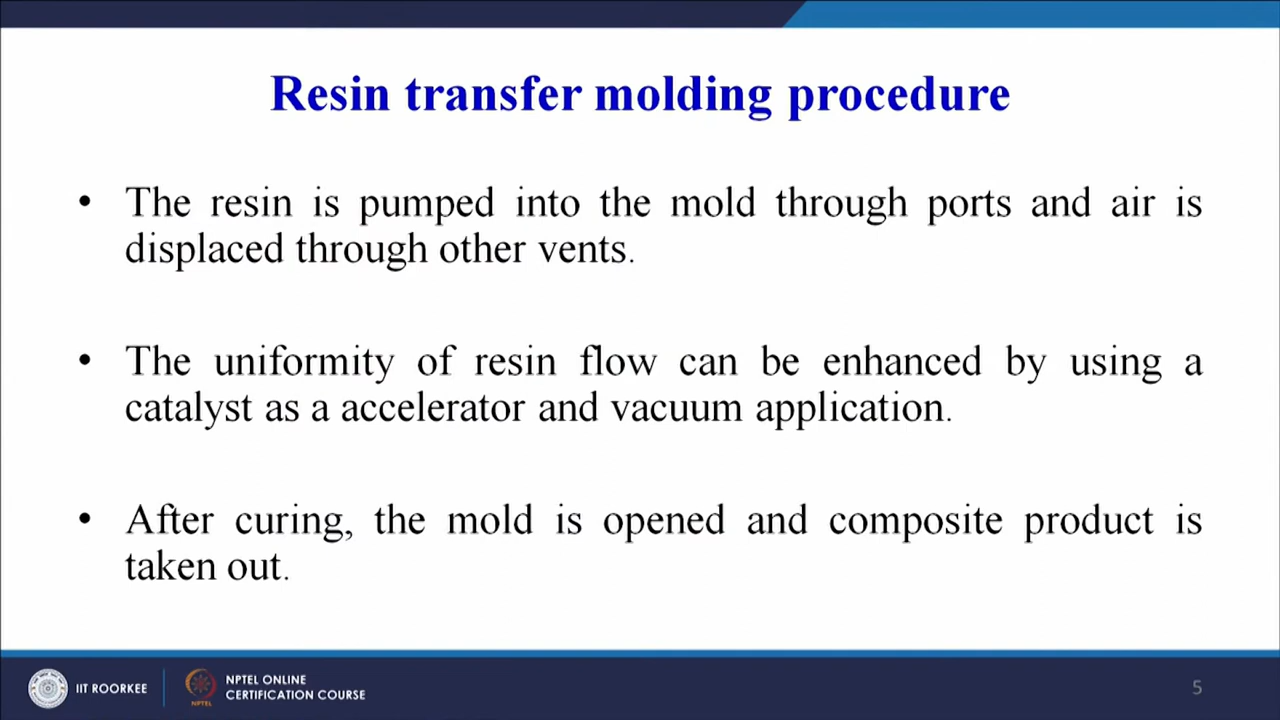 Resin transfer molding procedure
• The resin is pumped into the mold through ports and air is
displaced through other vents.
• The uniformity of resin flow can be enhanced by using a
catalyst as a accelerator and vacuum application.
• After curing, the mold is opened and composite product is
taken out.
IIT ROORKEE
NPTEL
NPTEL ONLINE
CERTIFICATION COURSE
5